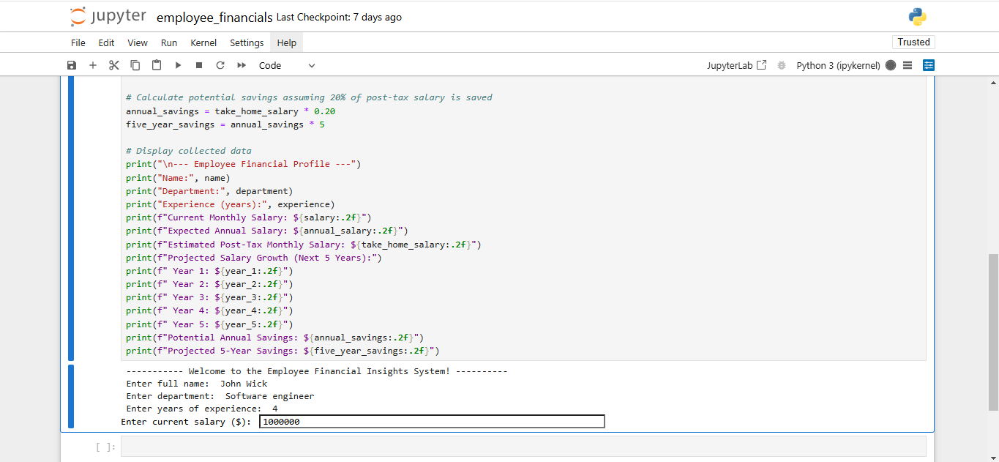 jupyter employee_financials Last Checkpoint: 7 days ago
File Edit View Run Kernel Settings Help Trusted
Code JupyterLab Python 3 (ipykernel)
# Calculate potential savings assuming 20% of post-tax salary is saved
annual_savings = take_home_salary * 0.20
five_year_savings = annual_savings * 5
# Display collected data
print("\n--- Employee Financial Profile ---")
print("Name:", name)
print("Department:", department)
print("Experience (years):", experience)
print(f"Current Monthly Salary: ${salary:.2f}")
print(f"Expected Annual Salary: ${annual_salary:.2f}")
print(f"Estimated Post-Tax Monthly Salary: ${take_home_salary:.2f}")
print(f"Projected Salary Growth (Next 5 Years):")
print(f" Year 1: ${year_1:.2f}")
print(f" Year 2: ${year_2:.2f}")
print(f" Year 3: ${year_3:.2f}")
print(f" Year 4: ${year_4:.2f}")
print(f" Year 5: ${year_5:.2f}")
print(f"Potential Annual Savings: ${annual_savings:.2f}")
print(f"Projected 5-Year Savings: ${five_year_savings:.2f}")
----------- Welcome to the Employee Financial Insights System! ----------
Enter full name:  John Wick
Enter department:  Software engineer
Enter years of experience:  4
Enter current salary ($): 1000000
[ ]: